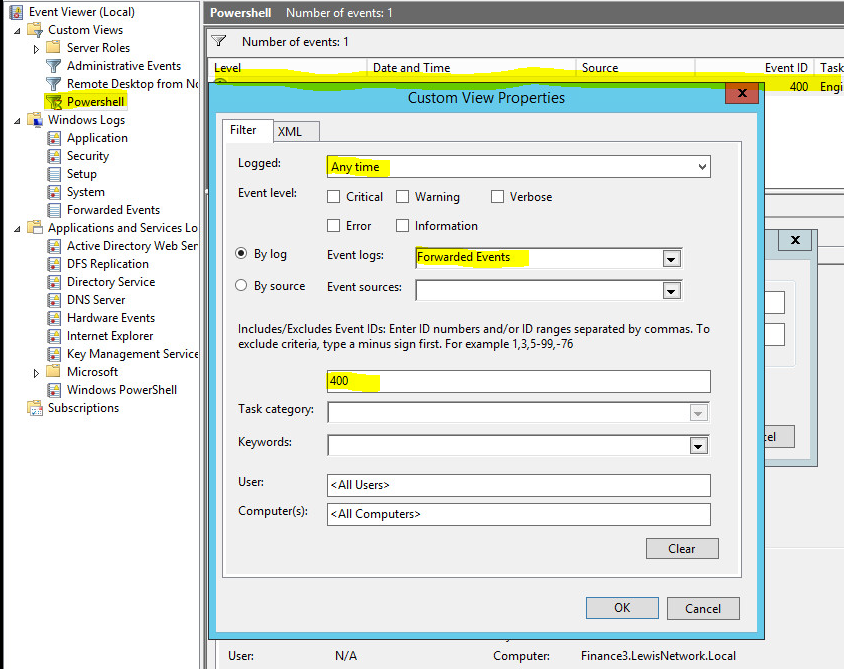 Event Viewer (Local)
Custom Views
Server Roles
Administrative Events
Remote Desktop from
Powershell
Windows Logs
Application
Security
Setup
System
Forwarded Events
Applications and Services Lo
Active Directory Web Ser
DFS Replication
Directory Service
DNS Server
Hardware Events
Internet Explorer
Key Management Service
Microsoft
Windows PowerShell
Subscriptions
Powershell Number of events: 1
Number of events: 1
Level Date and Time Source Event ID Task
400 Engi
Custom View Properties
X
Filter XML
Logged: Any time
Event level: Critical Warning Verbose
Error Information
By log Event logs: Forwarded Events
By source Event sources:
Includes/Excludes Event IDs: Enter ID numbers and/or ID ranges separated by commas. To
exclude criteria, type a minus sign first. For example 1,3,5-99,-76
400
Task category:
Keywords:
User: <All Users>
Computer(s): <All Computers>
Clear
OK Cancel
X
cel
User: N/A Computer: Finance3.LewisNetwork.Local